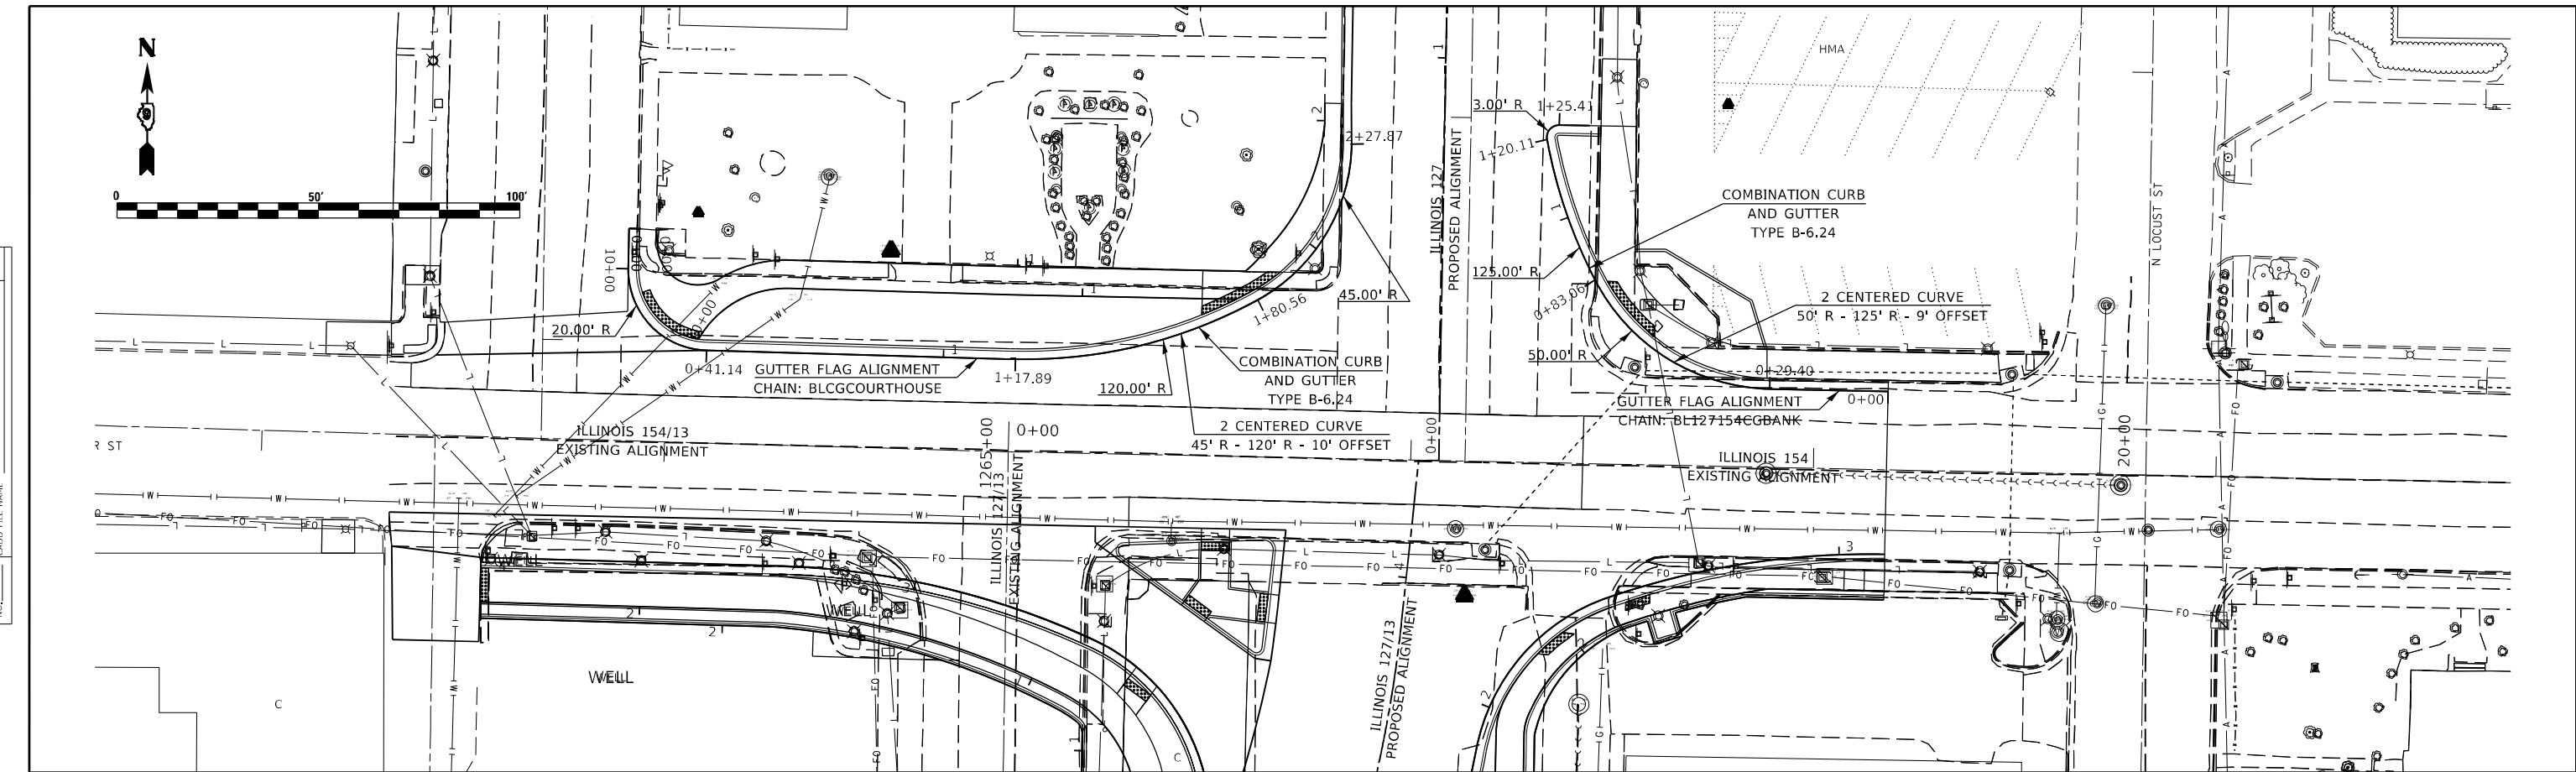 N
0 50' 100'
HMA
3.00' R
1+25.41
1+20.11
2+27.87
ILLINOIS 127
PROPOSED ALIGNMENT
COMBINATION CURB
AND GUTTER
TYPE B-6.24
N LOCUST ST
125.00' R
0+83.06
2 CENTERED CURVE
50' R - 125' R - 9' OFFSET
50.00' R
45.00' R
1+80.56
10+00
0+00
20.00' R
0+41.14
GUTTER FLAG ALIGNMENT
CHAIN: BLCGCOURTHOUSE
1+17.89
120.00' R
COMBINATION CURB
AND GUTTER
TYPE B-6.24
2 CENTERED CURVE
45' R - 120' R - 10' OFFSET
0+29.40
0+00
GUTTER FLAG ALIGNMENT
CHAIN: BL127154CGBANK
R ST
ILLINOIS 154/13
EXISTING ALIGNMENT
1265+00
0+00
0+00
ILLINOIS 154
EXISTING ALIGNMENT
20+00
ILLINOIS 127/13
EXISTING ALIGNMENT
ILLINOIS 127/13
PROPOSED ALIGNMENT
WELL
WELL
WELL
C
C